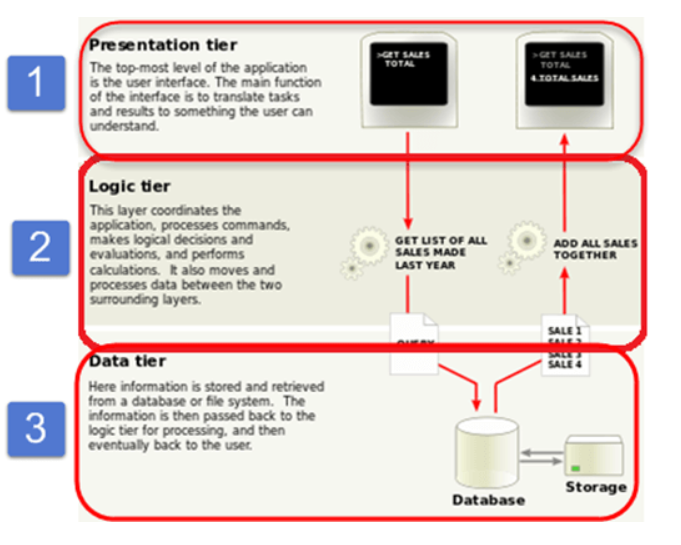 1
Presentation tier
The top-most level of the application
is the user interface. The main function
of the interface is to translate tasks
and results to something the user can
understand.
>GET SALES
TOTAL
>GET SALES
TOTAL
4 TOTAL SALES
2
Logic tier
This layer coordinates the
application, processes commands,
makes logical decisions and
evaluations, and performs
calculations. It also moves and
processes data between the two
surrounding layers.
GET LIST OF ALL
SALES MADE
LAST YEAR
ADD ALL SALES
TOGETHER
QUERY
SALE 1
SALE 2
SALE 3
SALE 4
3
Data tier
Here information is stored and retrieved
from a database or file system. The
information is then passed back to the
logic tier for processing, and then
eventually back to the user.
Database
Storage